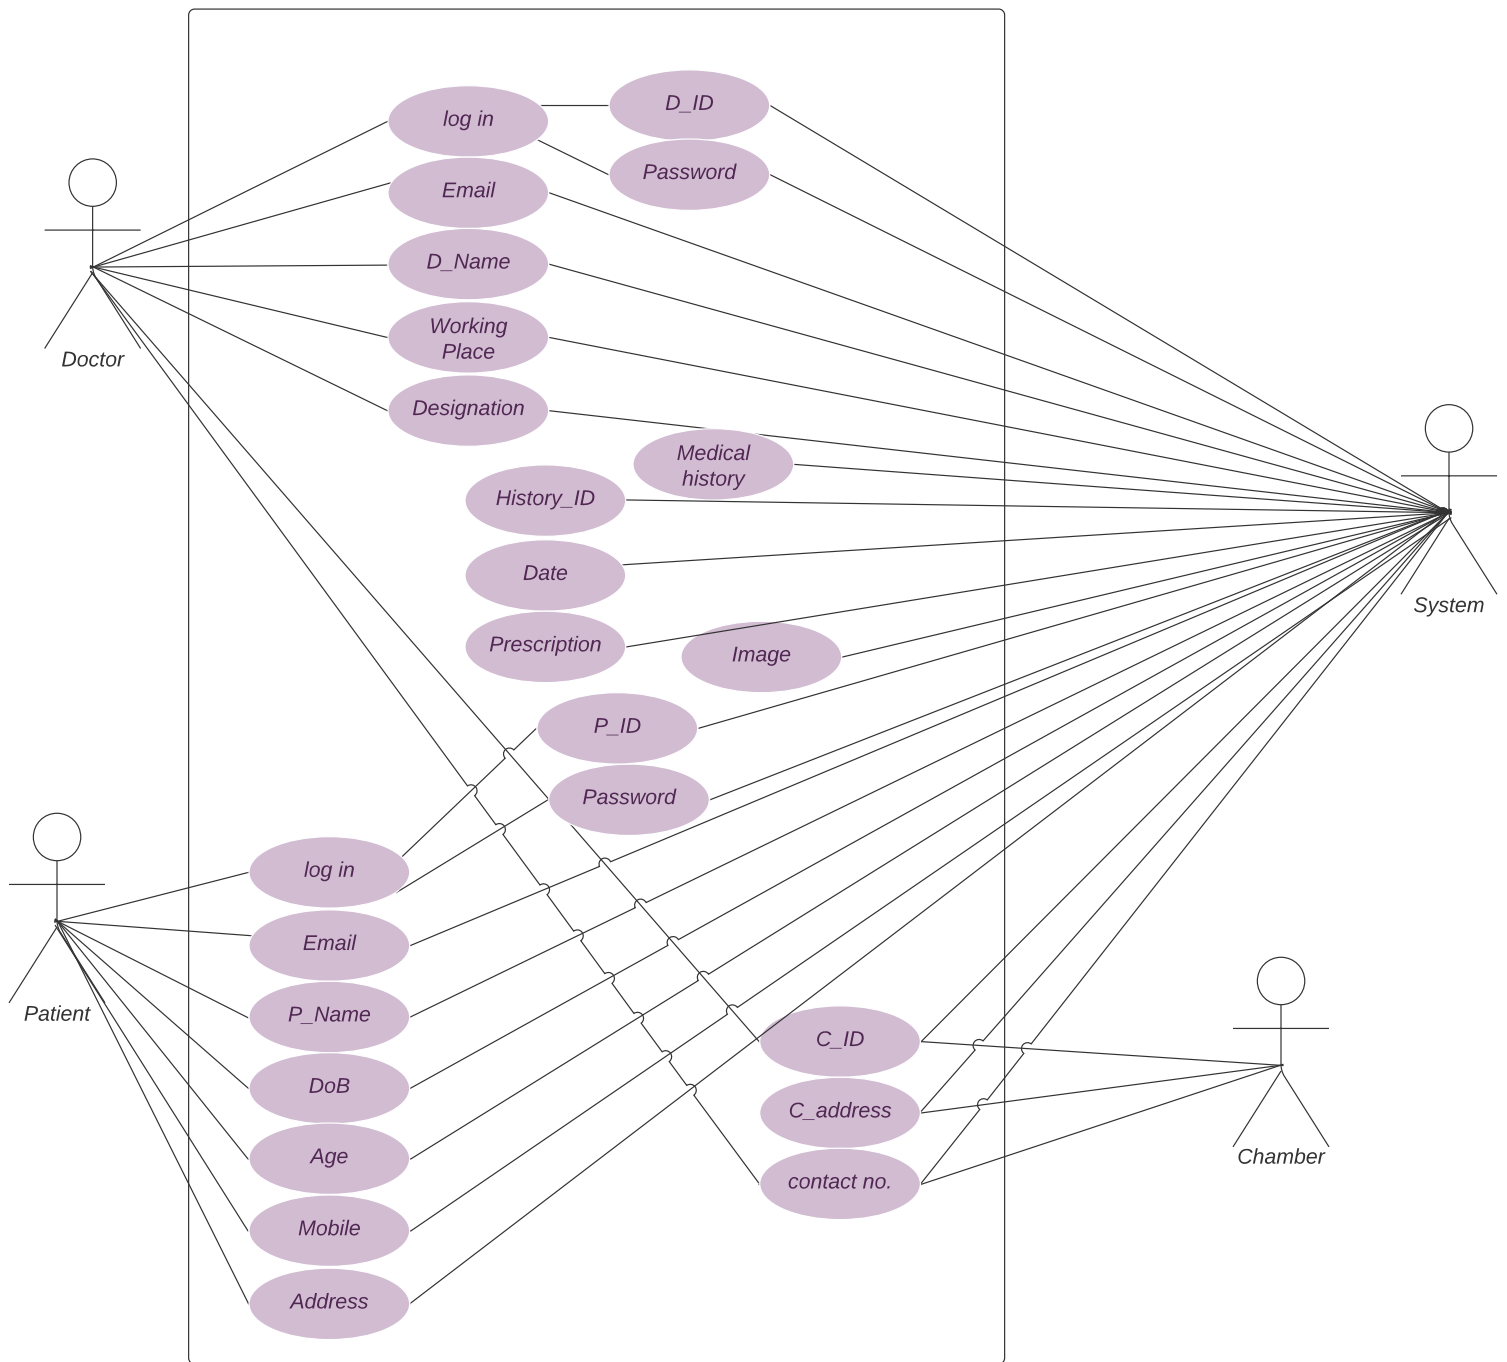 D_ID
log in
Password
Email
D_Name
Working
Place
Doctor
Designation
Medical
history
History_ID
Date
System
Prescription
Image
P_ID
Password
log in
Email
Patient
P_Name
C_ID
DoB
C_address
Age
Chamber
contact no.
Mobile
Address